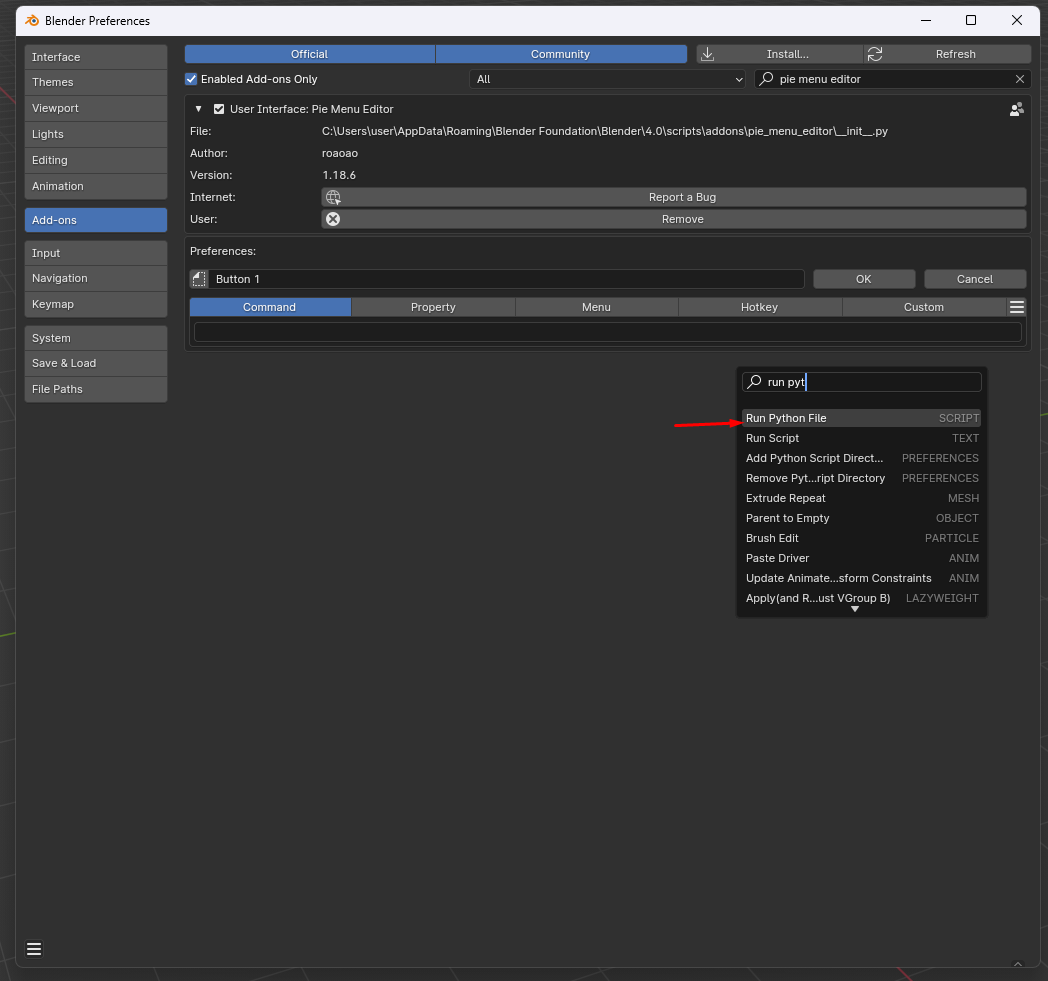 Blender Preferences
Interface
Themes
Viewport
Lights
Editing
Animation
Add-ons
Input
Navigation
Keymap
System
Save & Load
File Paths
Official Community Install... Refresh
Enabled Add-ons Only All pie menu editor
User Interface: Pie Menu Editor
File: C:\Users\user\AppData\Roaming\Blender Foundation\Blender\4.0\scripts\addons\pie_menu_editor\__init__.py
Author: roaoao
Version: 1.18.6
Internet: Report a Bug
User: Remove
Preferences:
Button 1 OK Cancel
Command Property Menu Hotkey Custom
run pyt
Run Python File SCRIPT
Run Script TEXT
Add Python Script Direct... PREFERENCES
Remove Pyt...ript Directory PREFERENCES
Extrude Repeat MESH
Parent to Empty OBJECT
Brush Edit PARTICLE
Paste Driver ANIM
Update Animate...sform Constraints ANIM
Apply(and R...ust VGroup B) LAZYWEIGHT